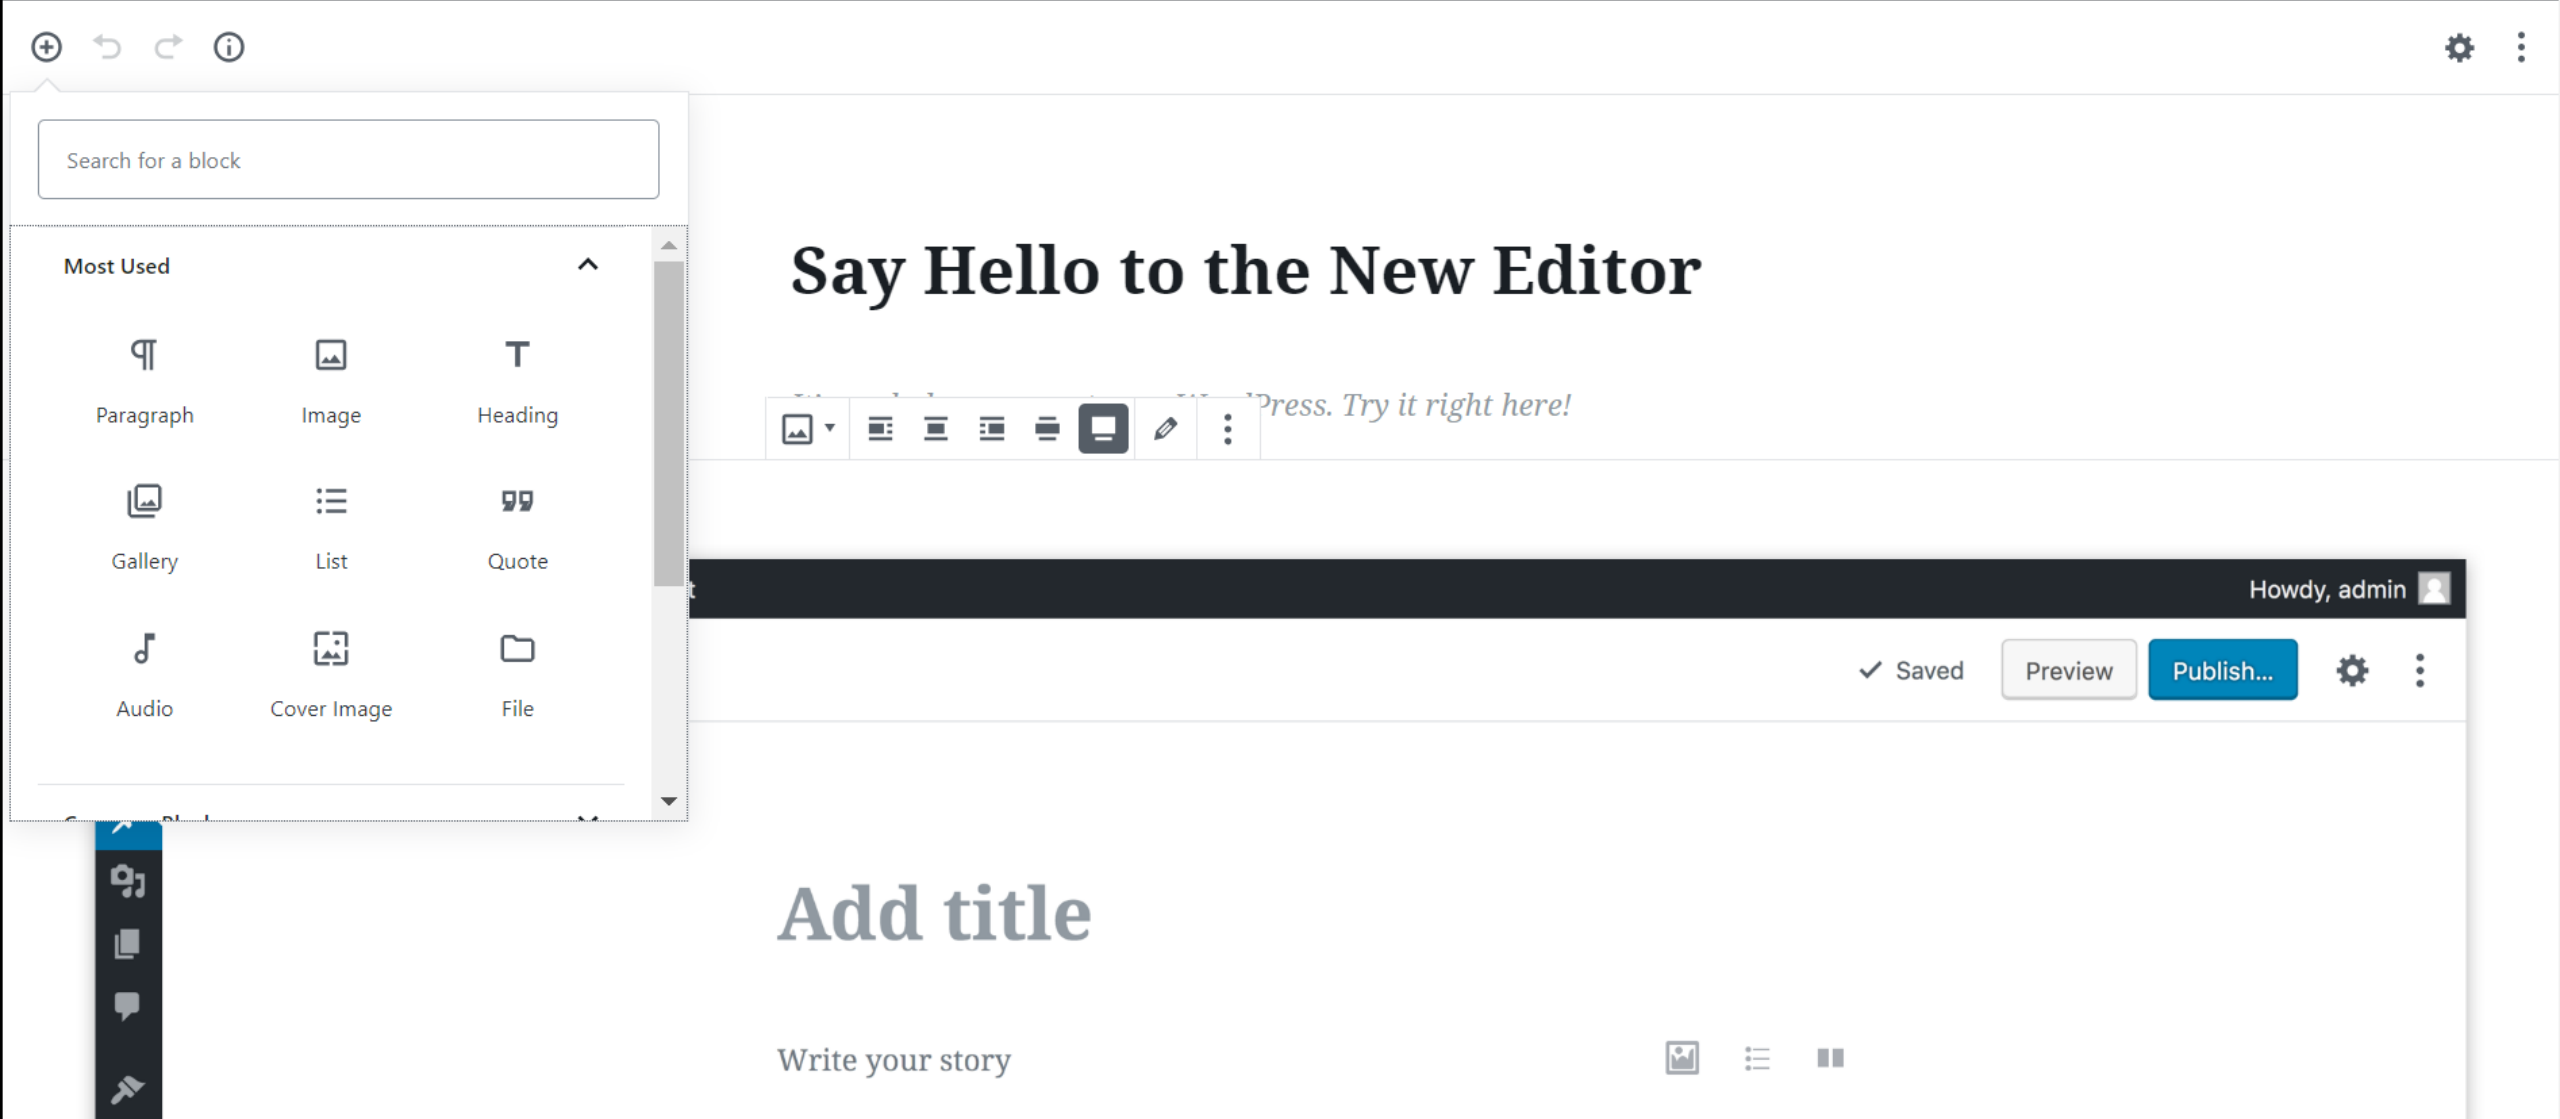 Search for a block
Most Used
Paragraph
Image
Heading
Gallery
List
Quote
Audio
Cover Image
File
Say Hello to the New Editor
Press. Try it right here!
Howdy, admin
Saved
Preview
Publish...
Add title
Write your story